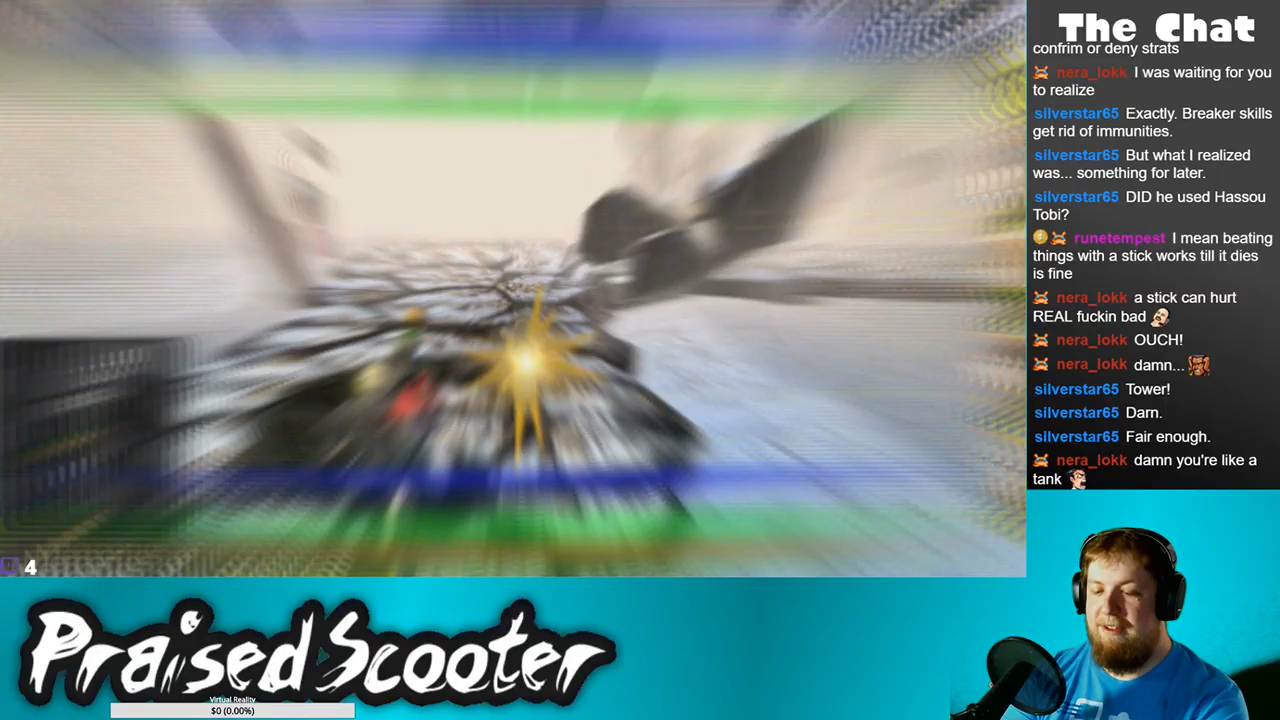 The Chat
confrim or deny strats
nera_lokk I was waiting for you
to realize
silverstar65 Exactly. Breaker skills
get rid of immunities.
silverstar65 But what I realized
was... something for later.
silverstar65 DID he used Hassou
Tobi?
runetempest I mean beating
things with a stick works till it dies
is fine
nera_lokk a stick can hurt
REAL fuckin bad
nera_lokk OUCH!
nera_lokk damn...
silverstar65 Tower!
silverstar65 Darn.
silverstar65 Fair enough.
nera_lokk damn you're like a
tank
4
PraisedScooter
Virtual Reality
$0 (0.00%)